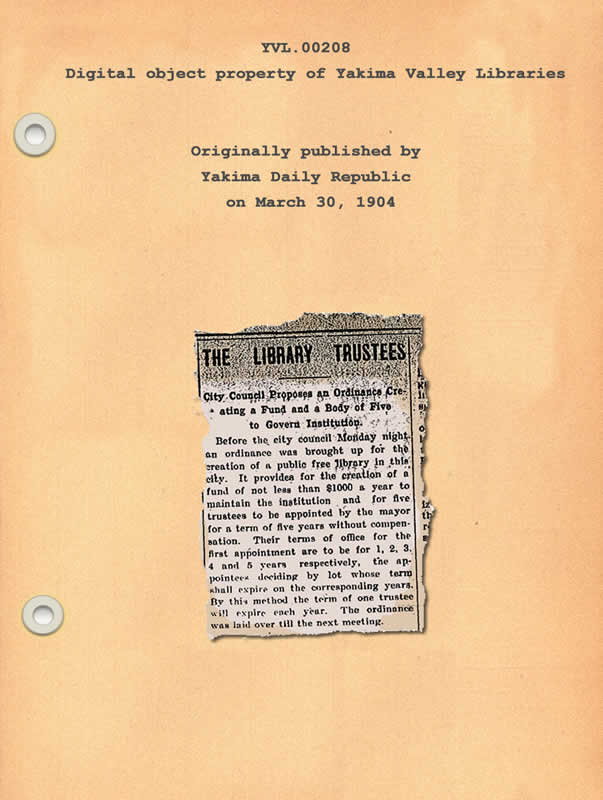 YVL.00208
Digital object property of Yakima Valley Libraries
Originally published by
Yakima Daily Republic
on March 30, 1904
THE LIBRARY TRUSTEES
City Council Proposes an Ordinance Cre-
ating a Fund and a Body of Five
to Govern Institution.
Before the city council Monday night
an ordinance was brought up for the
creation of a public free library in this
city. It provides for the creation of a
fund of not less than $1000 a year to
maintain the institution and for five
trustees to be appointed by the mayor
for a term of five years without compen-
sation. Their terms of office for the
first appointment are to be for 1, 2, 3,
4 and 5 years respectively, the ap-
pointees deciding by lot whose term
shall expire on the corresponding years.
By this method the term of one trustee
will expire each year. The ordinance
was laid over till the next meeting.